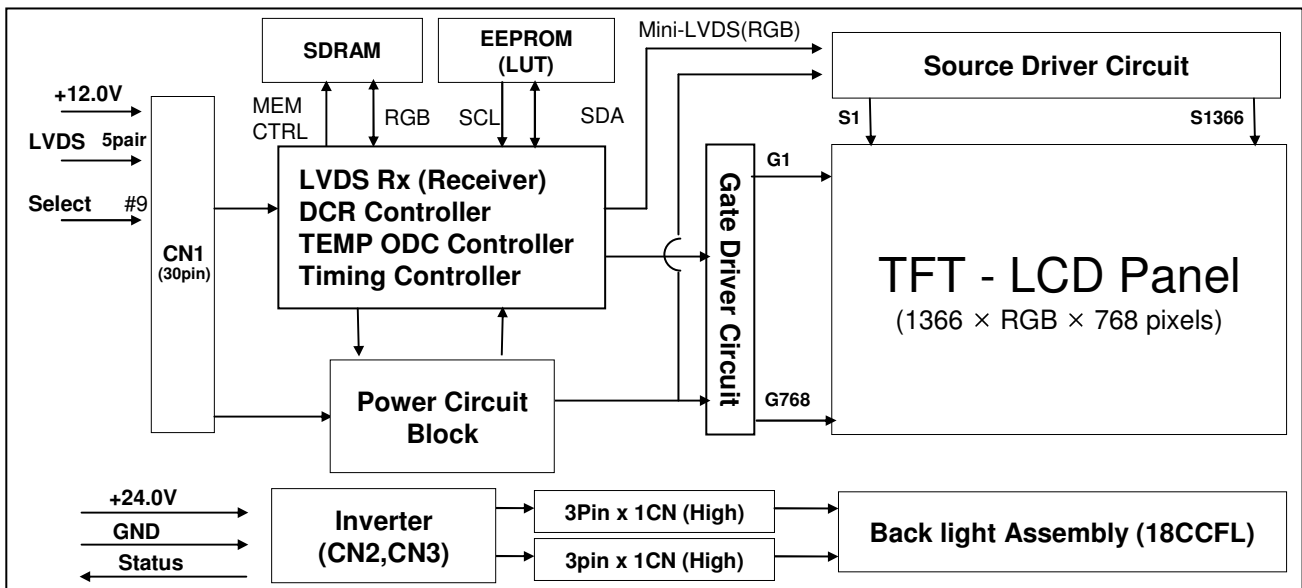 SDRAM
EEPROM
(LUT)
Mini-LVDS(RGB)
Source Driver Circuit
+12.0V
LVDS 5pair
Select #9
MEM
CTRL
RGB
SCL
SDA
S1
S1366
CN1
(30pin)
LVDS Rx (Receiver)
DCR Controller
TEMP ODC Controller
Timing Controller
Gate Driver Circuit
G1
G768
TFT - LCD Panel
(1366 × RGB × 768 pixels)
Power Circuit
Block
+24.0V
GND
Status
Inverter
(CN2,CN3)
3Pin x 1CN (High)
3pin x 1CN (High)
Back light Assembly (18CCFL)